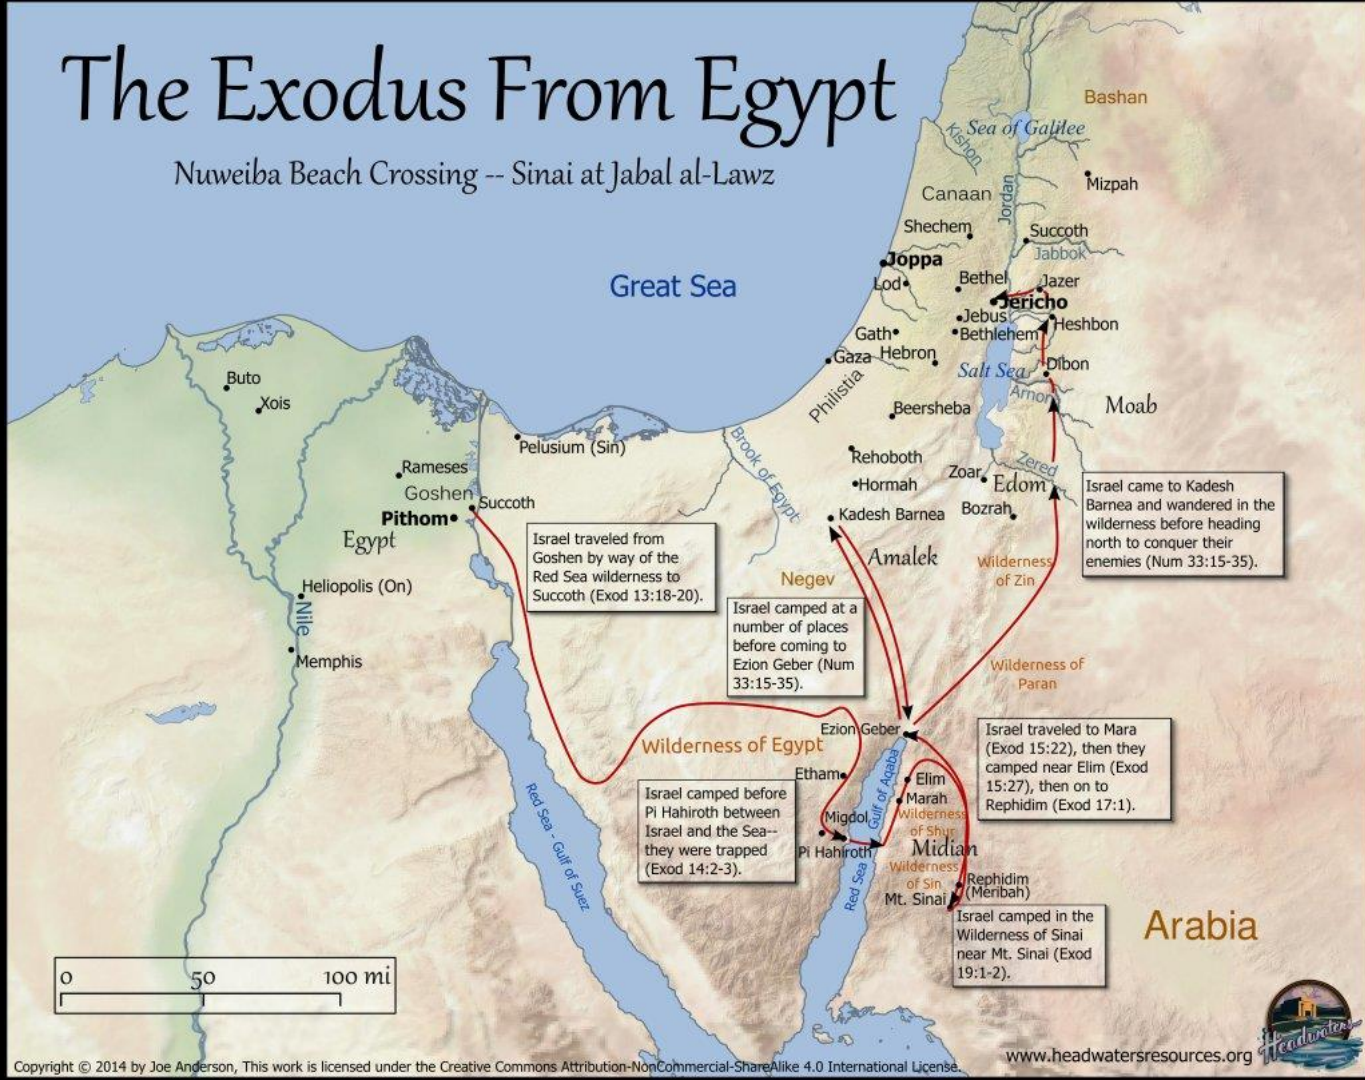 The Exodus From Egypt
Nuweiba Beach Crossing -- Sinai at Jabal al-Lawz
Bashan
Sea of Galilee
Kishon
Mizpah
Canaan
Jordan
Shechem
Succoth
Jabbok
Joppa
Great Sea
Lod
Bethel
Jazer
Jericho
Jebus
Heshbon
Gath
Bethlehem
Gaza
Hebron
Salt Sea
Dibon
Buto
Philistia
Arnon
Moab
Xois
Beersheba
Pelusium (Sin)
Brook of Egypt
Rehoboth
Zered
Rameses
Zoar
Hormah
Edom
Goshen
Succoth
Pithom
Kadesh Barnea
Bozrah
Egypt
Amalek
Israel came to Kadesh
Barnea and wandered in the
wilderness before heading
north to conquer their
enemies (Num 33:15-35).
Israel traveled from
Goshen by way of the
Red Sea wilderness to
Succoth (Exod 13:18-20).
Wilderness
of Zin
Negev
Heliopolis (On)
Nile
Israel camped at a
number of places
before coming to
Ezion Geber (Num
33:15-35).
Memphis
Wilderness of
Paran
Ezion Geber
Wilderness of Egypt
Israel traveled to Mara
(Exod 15:22), then they
camped near Elim (Exod
15:27), then on to
Rephidim (Exod 17:1).
Etham
Gulf of Aqaba
Elim
Marah
Israel camped before
Pi Hahiroth between
Israel and the Sea--
they were trapped
(Exod 14:2-3).
Migdol
Wilderness
of Shur
Pi Hahiroth
Midian
Red Sea - Gulf of Suez
Red Sea
Wilderness
of Sin
Rephidim
(Meribah)
Mt. Sinai
Israel camped in the
Wilderness of Sinai
near Mt. Sinai (Exod
19:1-2).
Arabia
0 50 100 mi
Headwaters
www.headwatersresources.org
Copyright © 2014 by Joe Anderson, This work is licensed under the Creative Commons Attribution-NonCommercial-ShareAlike 4.0 International License.